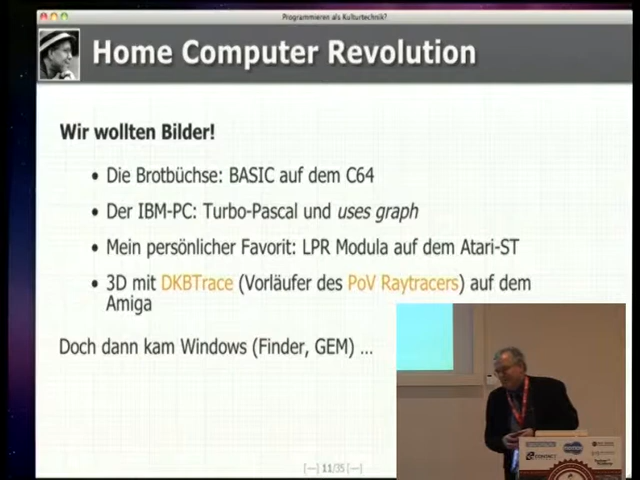 Programmieren als Kulturtechnik?
Home Computer Revolution
Wir wollten Bilder!
• Die Brotbüchse: BASIC auf dem C64
• Der IBM-PC: Turbo-Pascal und uses graph
• Mein persönlicher Favorit: LPR Modula auf dem Atari-ST
• 3D mit DKBTrace (Vorläufer des PoV Raytracers) auf dem
Amiga
Doch dann kam Windows (Finder, GEM) ...
[—] 11/35 [—]